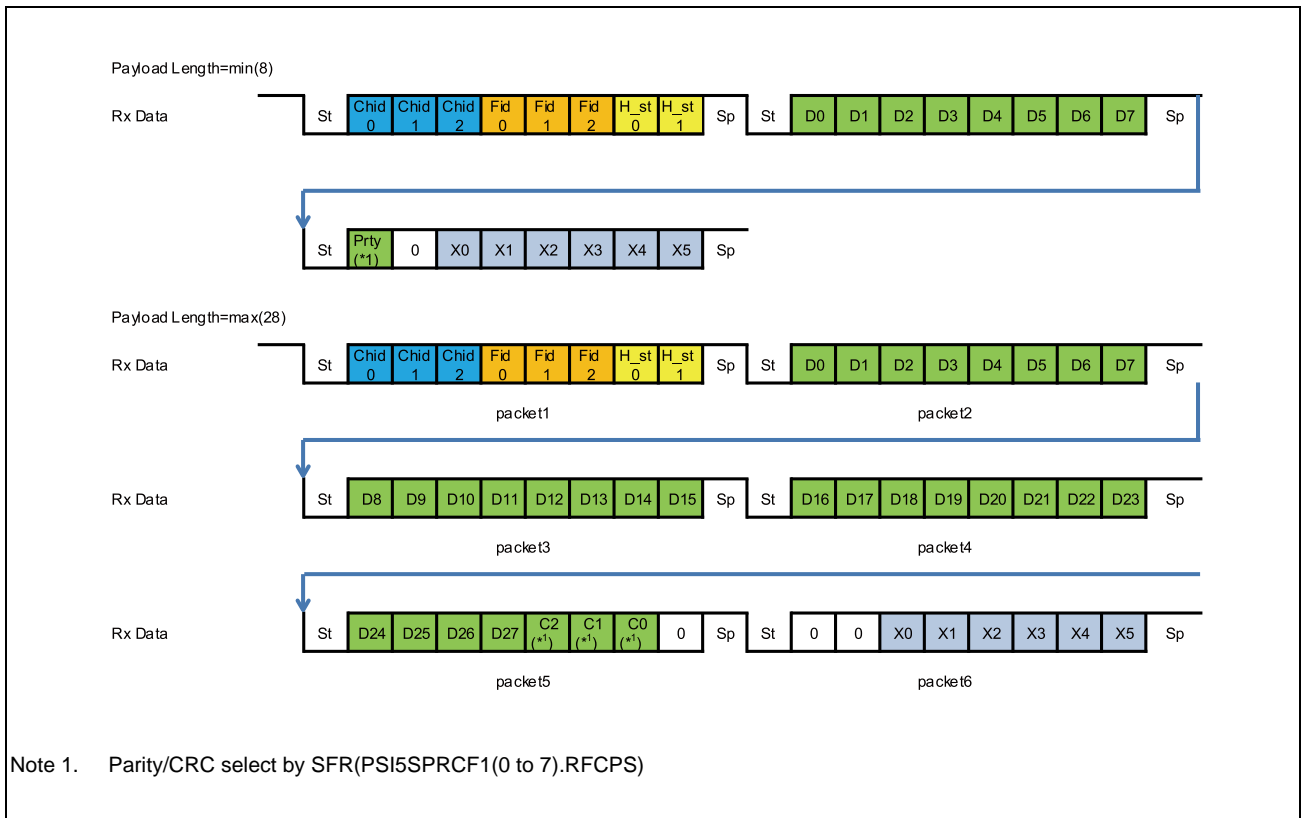 Payload Length=min(8)
Rx Data St Chid 0 Chid 1 Chid 2 Fid 0 Fid 1 Fid 2 H_st 0 H_st 1 Sp St D0 D1 D2 D3 D4 D5 D6 D7 Sp
St Prty (*1) 0 X0 X1 X2 X3 X4 X5 Sp
Payload Length=max(28)
Rx Data St Chid 0 Chid 1 Chid 2 Fid 0 Fid 1 Fid 2 H_st 0 H_st 1 Sp St D0 D1 D2 D3 D4 D5 D6 D7 Sp
packet1 packet2
Rx Data St D8 D9 D10 D11 D12 D13 D14 D15 Sp St D16 D17 D18 D19 D20 D21 D22 D23 Sp
packet3 packet4
Rx Data St D24 D25 D26 D27 C2 (*1) C1 (*1) C0 (*1) 0 Sp St 0 0 X0 X1 X2 X3 X4 X5 Sp
packet5 packet6
Note 1. Parity/CRC select by SFR(PSI5SPRCF1(0 to 7).RFCPS)